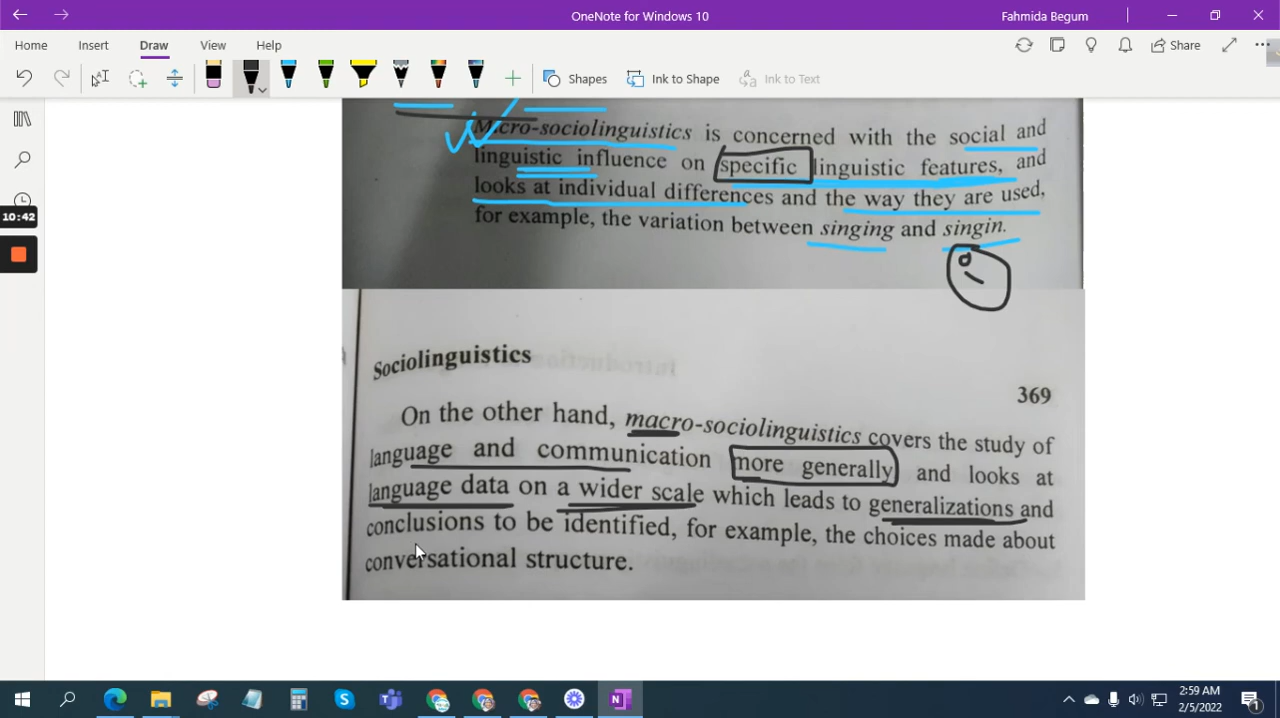 OneNote for Windows 10
Fahmida Begum
Home Insert Draw View Help
Share
Shapes Ink to Shape Ink to Text
Micro-sociolinguistics is concerned with the social and
linguistic influence on specific linguistic features, and
looks at individual differences and the way they are used,
for example, the variation between singing and singin.
10:42
Sociolinguistics
369
On the other hand, macro-sociolinguistics covers the study of
language and communication more generally and looks at
language data on a wider scale which leads to generalizations and
conclusions to be identified, for example, the choices made about
conversational structure.
2:59 AM
2/5/2022